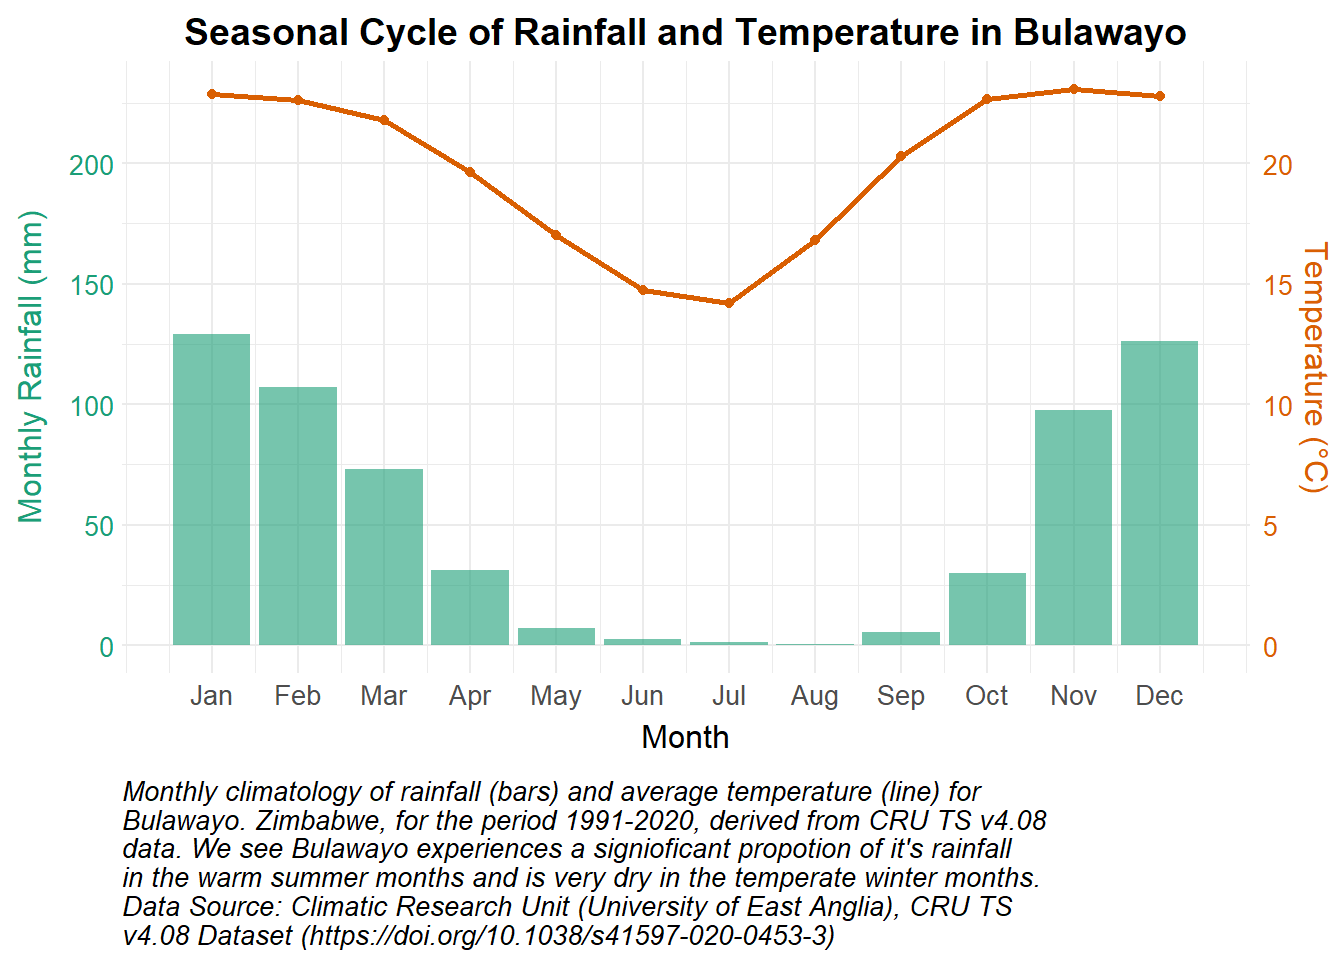 Seasonal Cycle of Rainfall and Temperature in Bulawayo
Monthly Rainfall (mm)
200
150
100
50
0
20
15
10
5
0
Temperature (°C)
Jan Feb Mar Apr May Jun Jul Aug Sep Oct Nov Dec
Month
Monthly climatology of rainfall (bars) and average temperature (line) for
Bulawayo. Zimbabwe, for the period 1991-2020, derived from CRU TS v4.08
data. We see Bulawayo experiences a signioficant propotion of it's rainfall
in the warm summer months and is very dry in the temperate winter months.
Data Source: Climatic Research Unit (University of East Anglia), CRU TS
v4.08 Dataset (https://doi.org/10.1038/s41597-020-0453-3)